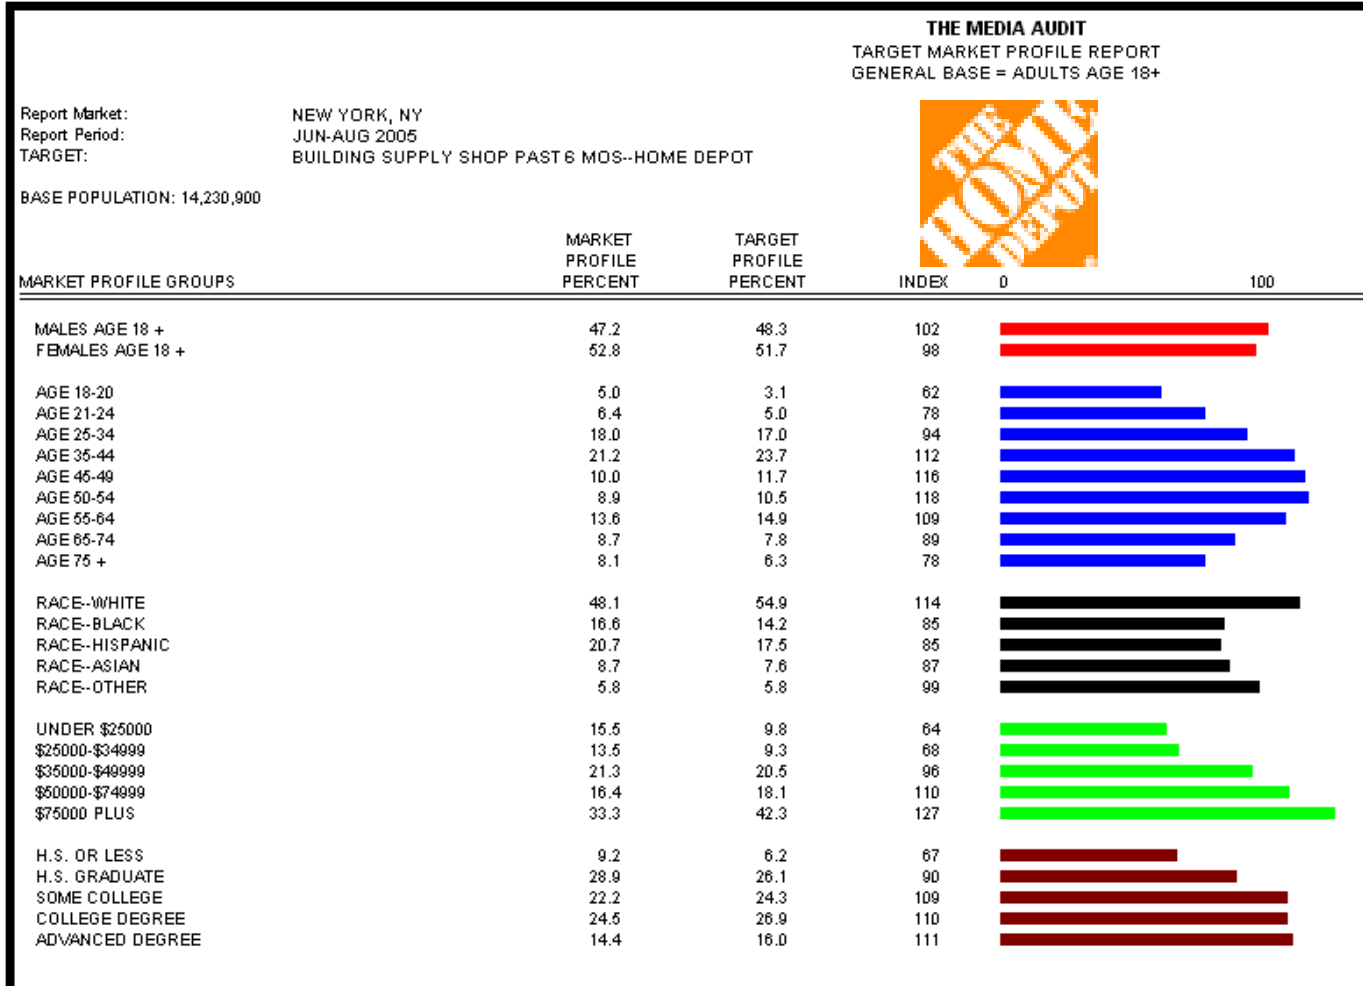 THE MEDIA AUDIT
TARGET MARKET PROFILE REPORT
GENERAL BASE = ADULTS AGE 18+
Report Market: NEW YORK, NY
Report Period: JUN-AUG 2005
TARGET: BUILDING SUPPLY SHOP PAST 6 MOS--HOME DEPOT
BASE POPULATION: 14,230,900
THE
HOME
DEPOT
MARKET TARGET
PROFILE PROFILE
MARKET PROFILE GROUPS PERCENT PERCENT INDEX 0 100
MALES AGE 18 + 47.2 48.3 102
FEMALES AGE 18 + 52.8 51.7 98
AGE 18-20 5.0 3.1 62
AGE 21-24 6.4 5.0 78
AGE 25-34 18.0 17.0 94
AGE 35-44 21.2 23.7 112
AGE 45-49 10.0 11.7 116
AGE 50-54 8.9 10.5 118
AGE 55-64 13.6 14.9 109
AGE 65-74 8.7 7.8 89
AGE 75 + 8.1 6.3 78
RACE--WHITE 48.1 54.9 114
RACE--BLACK 16.6 14.2 85
RACE--HISPANIC 20.7 17.5 85
RACE--ASIAN 8.7 7.6 87
RACE--OTHER 5.8 5.8 99
UNDER $25000 15.5 9.8 64
$25000-$34999 13.5 9.3 68
$35000-$49999 21.3 20.5 96
$50000-$74999 16.4 18.1 110
$75000 PLUS 33.3 42.3 127
H.S. OR LESS 9.2 6.2 67
H.S. GRADUATE 28.9 26.1 90
SOME COLLEGE 22.2 24.3 109
COLLEGE DEGREE 24.5 26.9 110
ADVANCED DEGREE 14.4 16.0 111